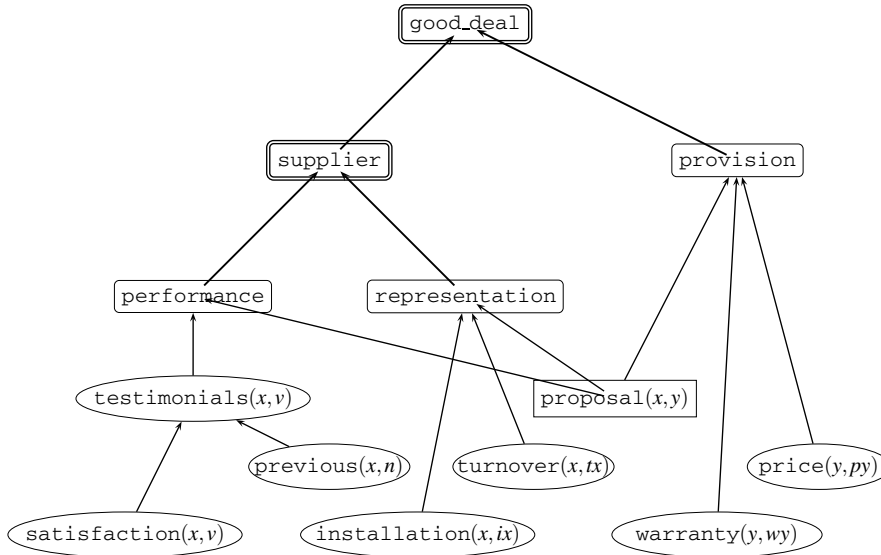 good_deal
supplier
provision
performance
representation
testimonials(x,v)
proposal(x,y)
previous(x,n)
turnover(x,tx)
price(y,py)
satisfaction(x,v)
installation(x,ix)
warranty(y,wy)